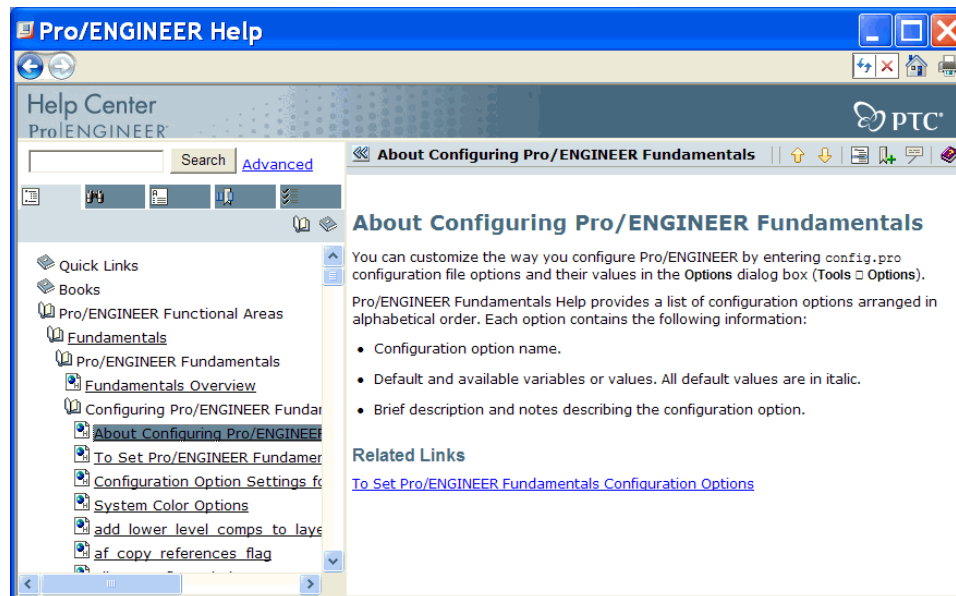 Pro/ENGINEER Help
Help Center
Pro|ENGINEER
PTC
Search
Advanced
About Configuring Pro/ENGINEER Fundamentals
Quick Links
Books
Pro/ENGINEER Functional Areas
Fundamentals
Pro/ENGINEER Fundamentals
Fundamentals Overview
Configuring Pro/ENGINEER Fundar
About Configuring Pro/ENGINEEF
To Set Pro/ENGINEER Fundamer
Configuration Option Settings fo
System Color Options
add_lower_level_comps_to_laye
af_copy_references_flag
About Configuring Pro/ENGINEER Fundamentals
You can customize the way you configure Pro/ENGINEER by entering config.pro
configuration file options and their values in the Options dialog box (Tools □ Options).
Pro/ENGINEER Fundamentals Help provides a list of configuration options arranged in
alphabetical order. Each option contains the following information:
• Configuration option name.
• Default and available variables or values. All default values are in italic.
• Brief description and notes describing the configuration option.
Related Links
To Set Pro/ENGINEER Fundamentals Configuration Options